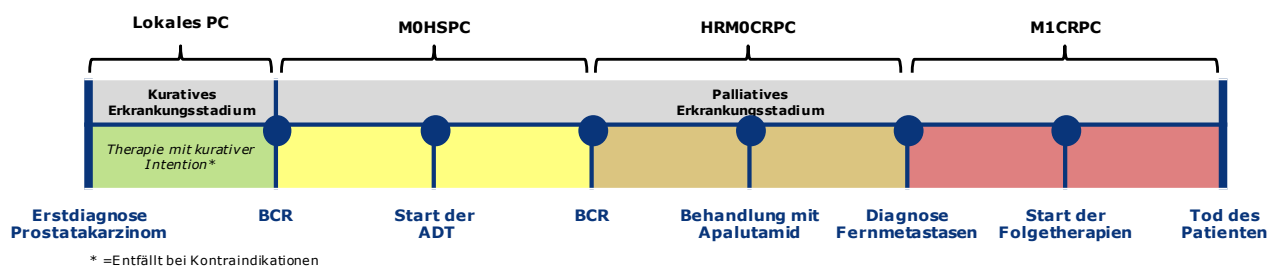 Lokales PC
M0HSPC
HRM0CRPC
M1CRPC
Kuratives
Erkrankungsstadium
Palliatives
Erkrankungsstadium
Therapie mit kurativer
Intention*
Erstdiagnose
Prostatakarzinom
BCR
Start der
ADT
BCR
Behandlung mit
Apalutamid
Diagnose
Fernmetastasen
Start der
Folgetherapien
Tod des
Patienten
* =Entfällt bei Kontraindikationen